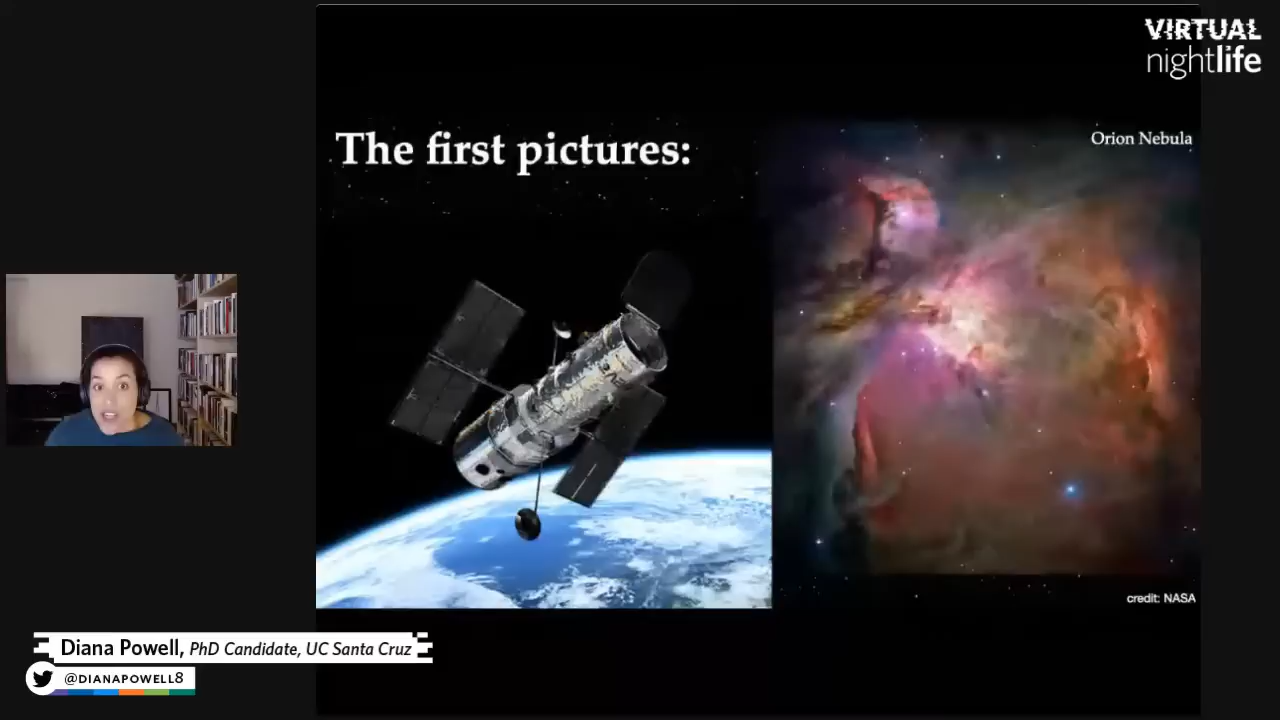 VIRTUAL
nightlife
The first pictures:
Orion Nebula
credit: NASA
Diana Powell, PhD Candidate, UC Santa Cruz
@DIANAPOWELL8